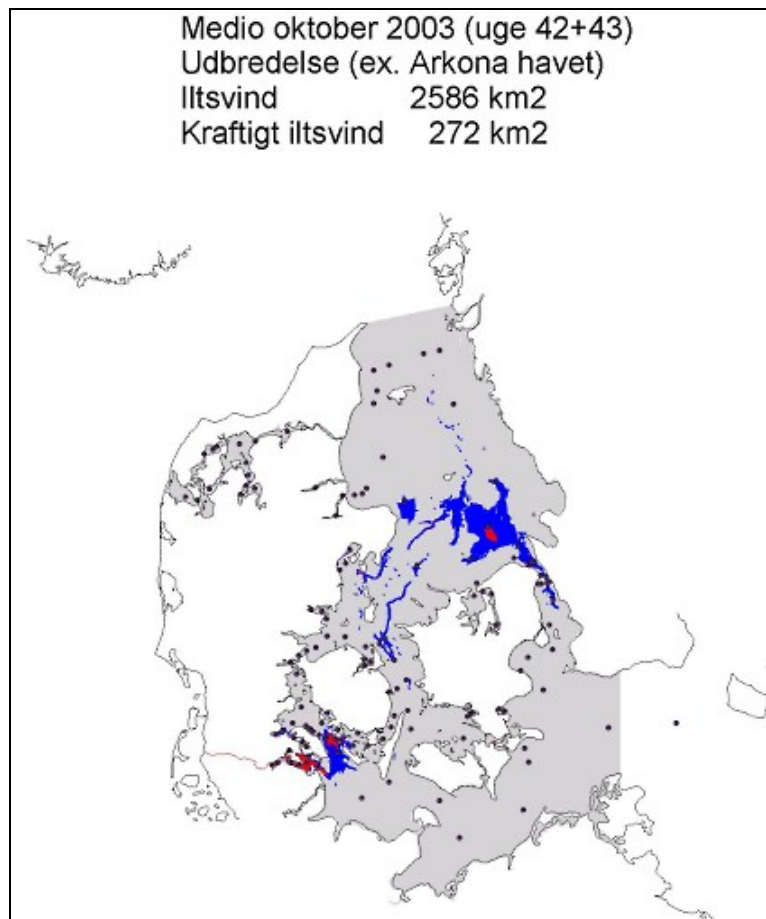 Medio oktober 2003 (uge 42+43)
Udbredelse (ex. Arkona havet)
Iltsvind 2586 km2
Kraftigt iltsvind 272 km2